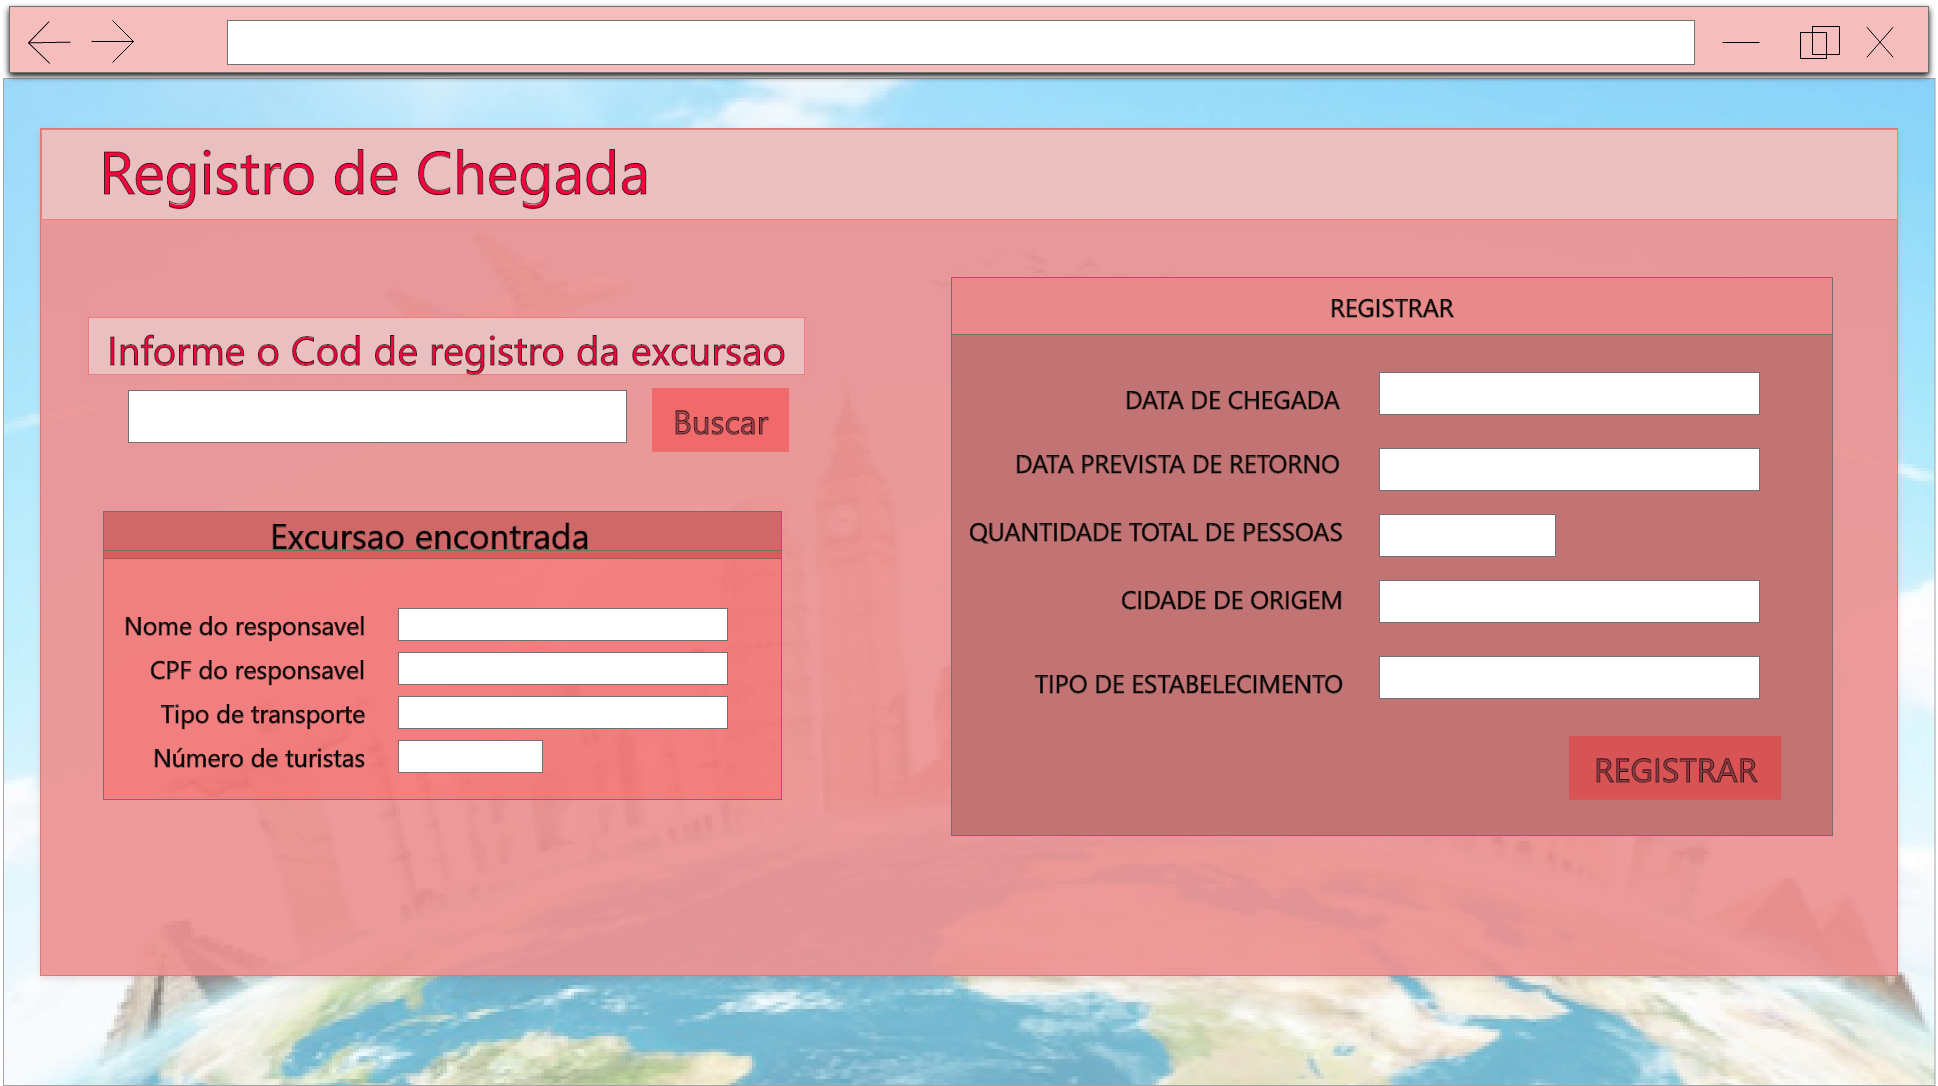 Registro de Chegada
Informe o Cod de registro da excursao
Buscar
Excursao encontrada
Nome do responsavel
CPF do responsavel
Tipo de transporte
Número de turistas
REGISTRAR
DATA DE CHEGADA
DATA PREVISTA DE RETORNO
QUANTIDADE TOTAL DE PESSOAS
CIDADE DE ORIGEM
TIPO DE ESTABELECIMENTO
REGISTRAR